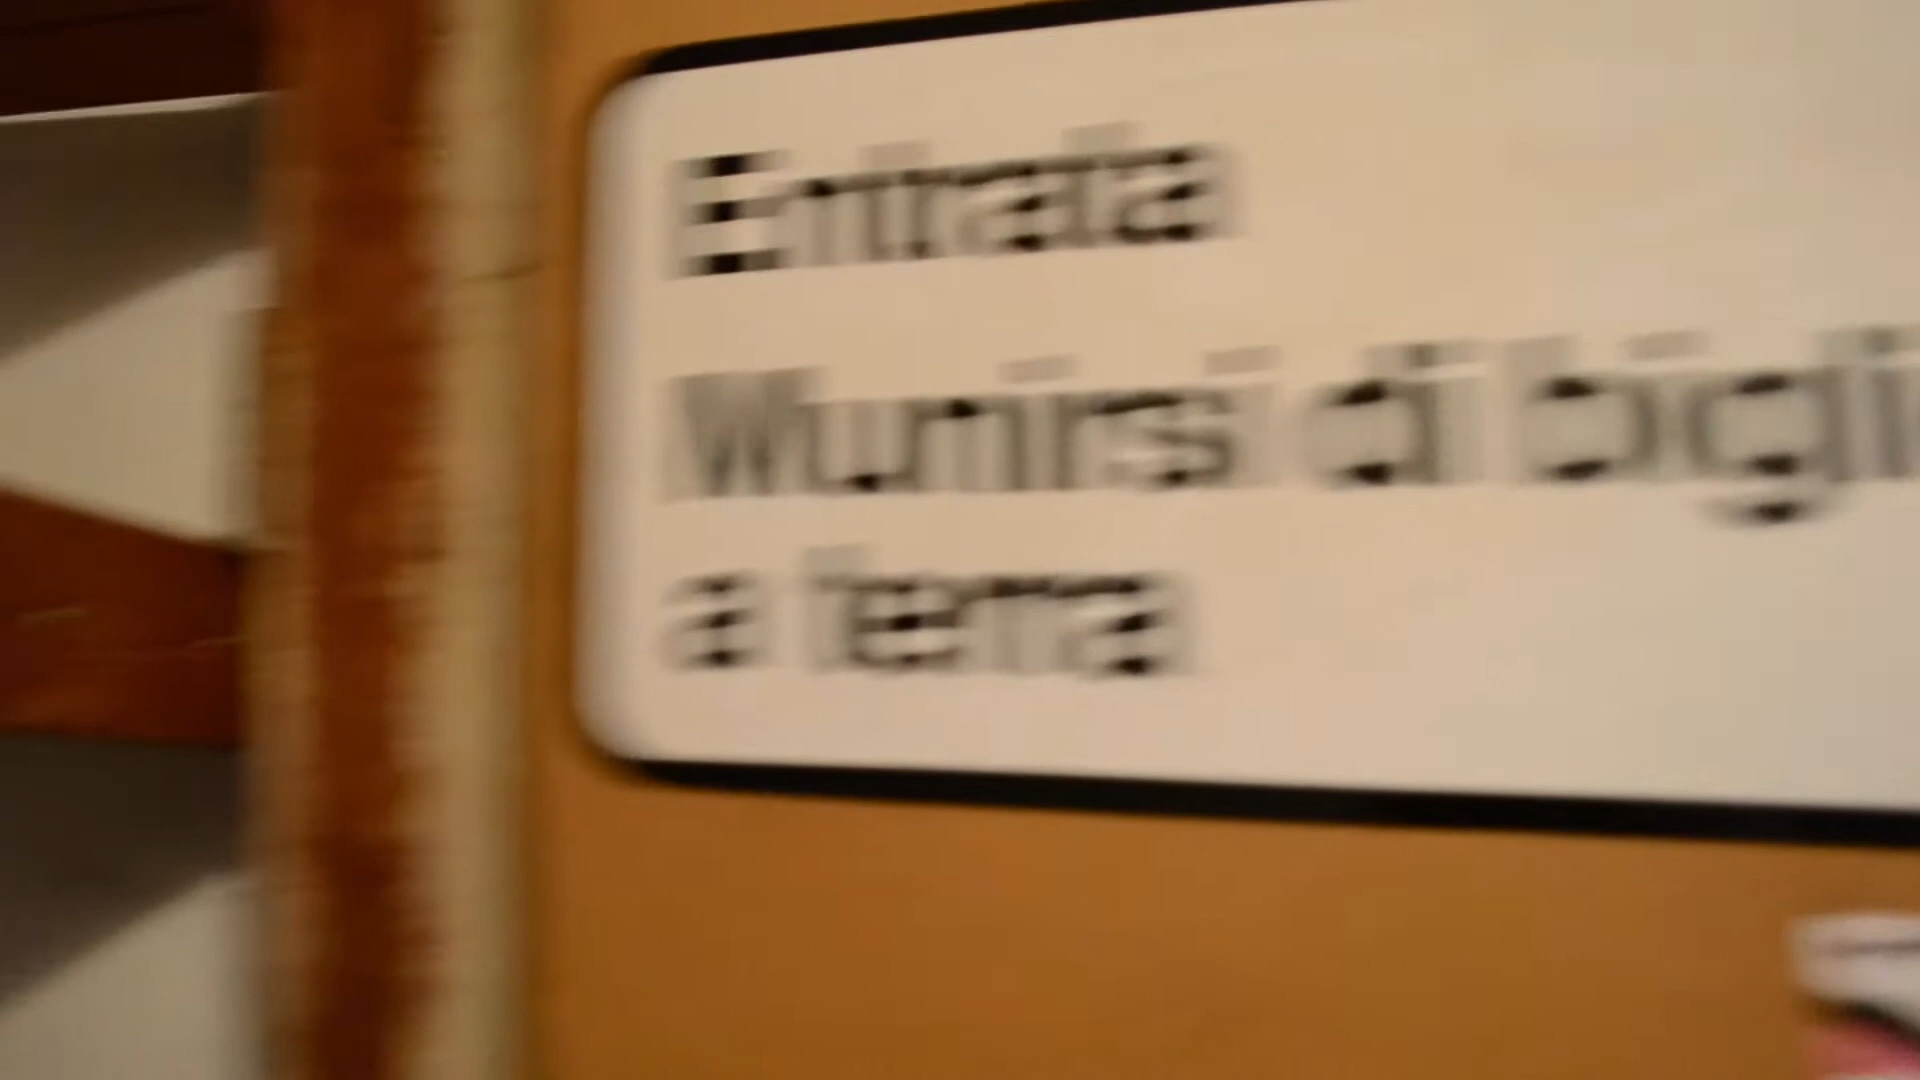 Entrata
Munirsi di bigli
a terra